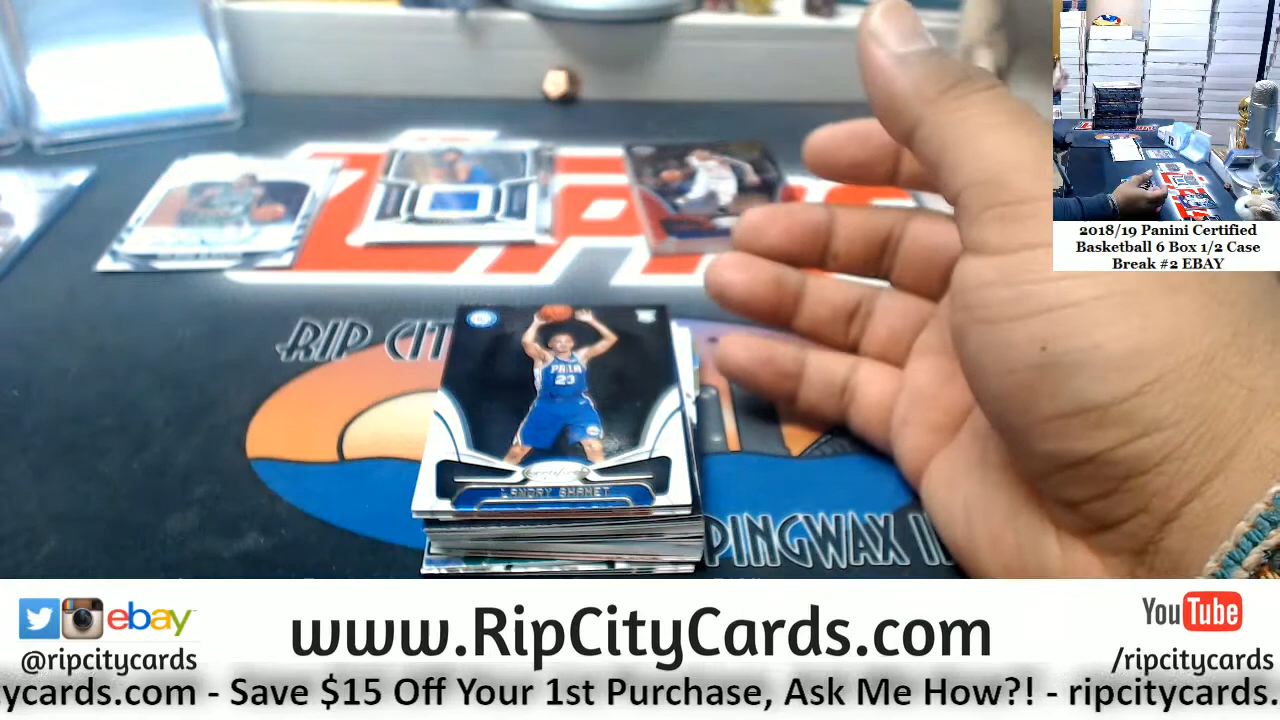 2018/19 Panini Certified
Basketball 6 Box 1/2 Case
Break #2 EBAY
RIP CIT
PHILA
23
LANDRY SHAMET
PINGWAX I
ebay
www.RipCityCards.com
YouTube
@ripcitycards
/ripcitycards
tycards.com - Save $15 Off Your 1st Purchase, Ask Me How?! - ripcitycards.